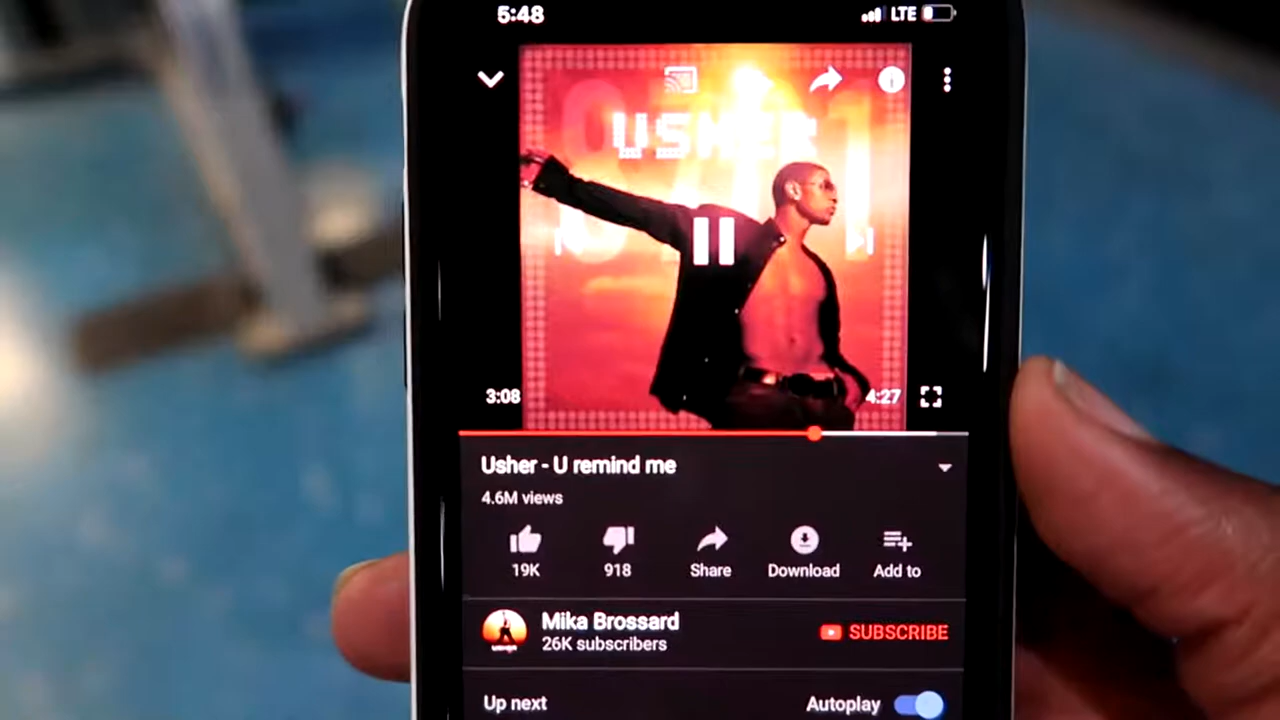 5:48 LTE
USHER
8701
3:08 4:27
Usher - U remind me
4.6M views
19K 918 Share Download Add to
Mika Brossard
26K subscribers SUBSCRIBE
Up next Autoplay